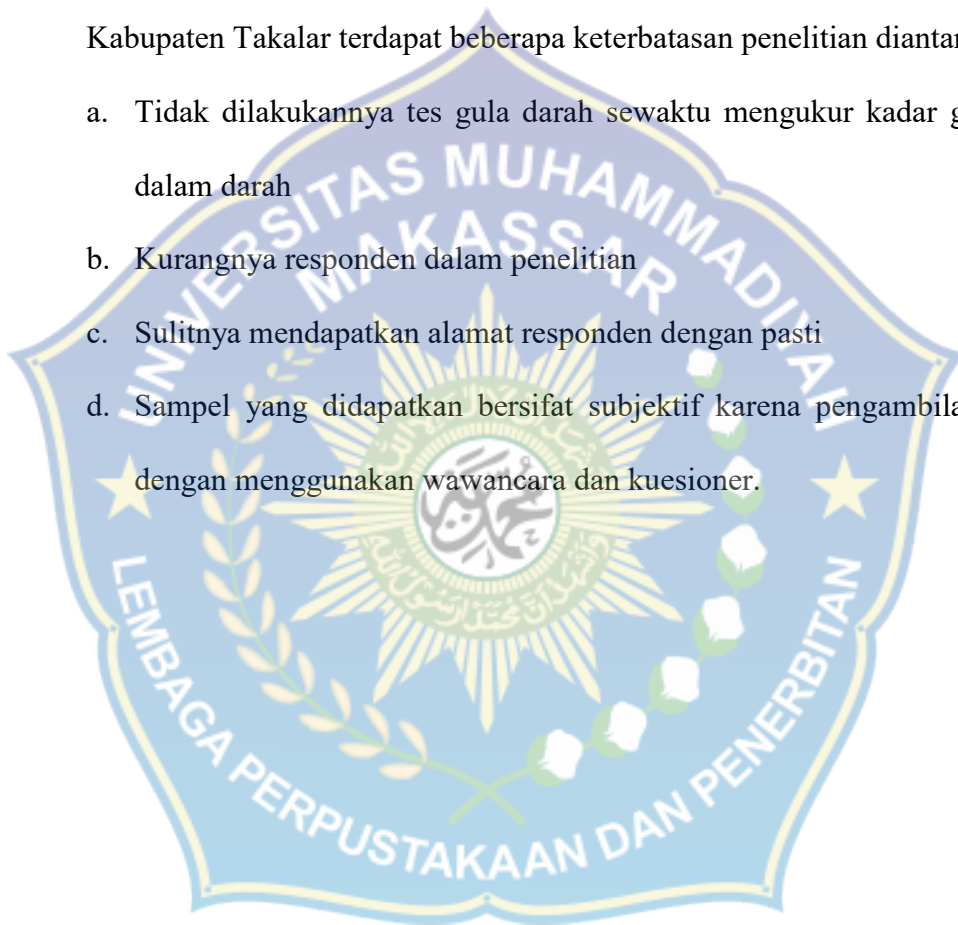 Kabupaten Takalar terdapat beberapa keterbatasan penelitian diantar
a. Tidak dilakukannya tes gula darah sewaktu mengukur kadar g
dalam darah
b. Kurangnya responden dalam penelitian
c. Sulitnya mendapatkan alamat responden dengan pasti
d. Sampel yang didapatkan bersifat subjektif karena pengambila
dengan menggunakan wawancara dan kuesioner.
UNIVERSITAS MUHAMMADIYAH
MAKASSAR
LEMBAGA PERPUSTAKAAN DAN PENERBITAN